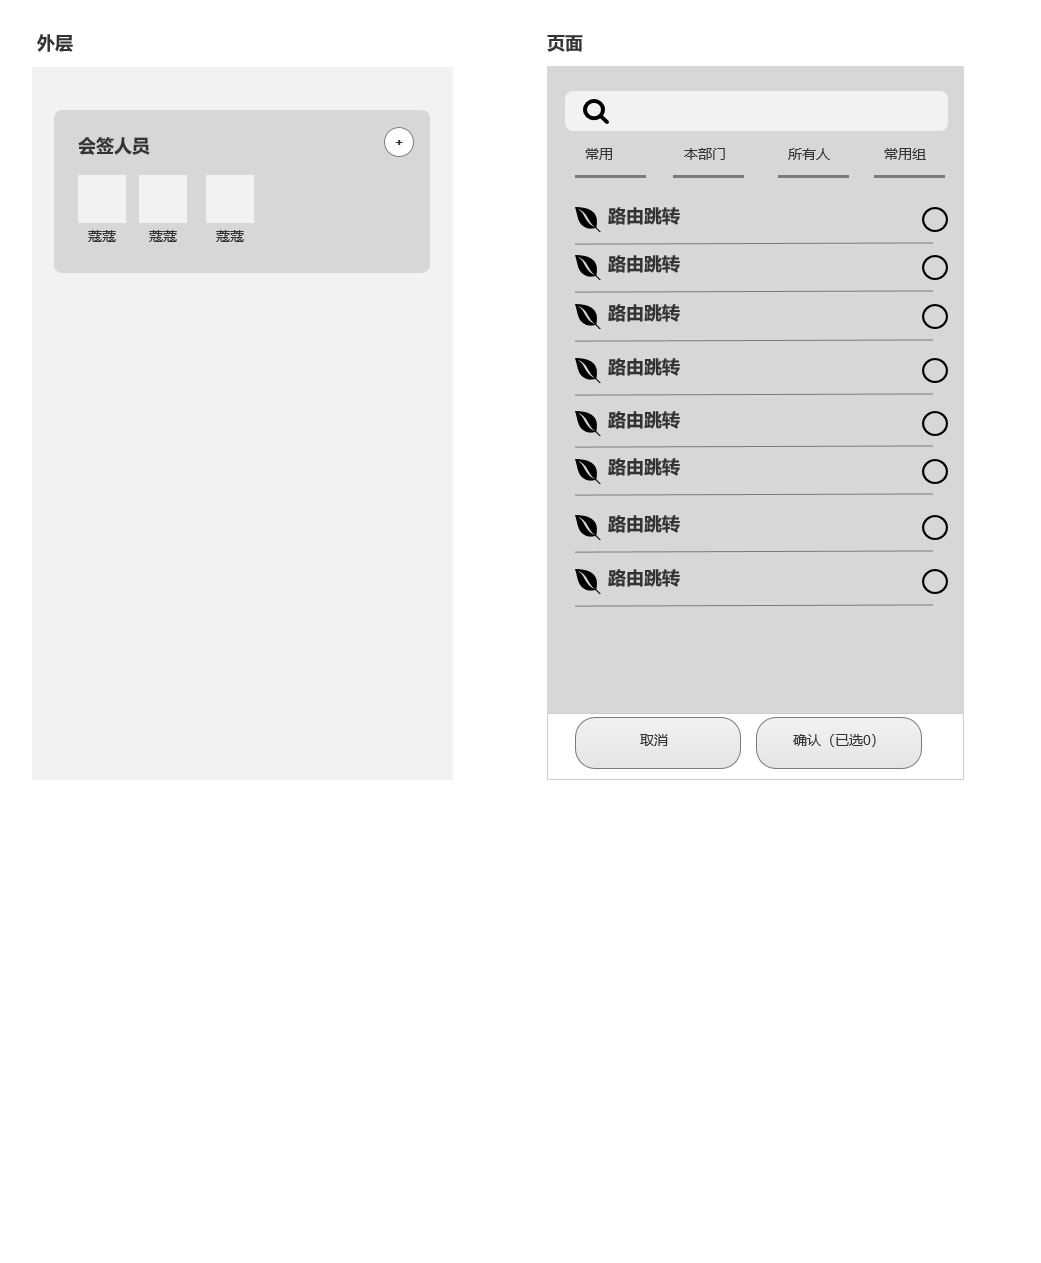 外层
会签人员
+
蔻蔻
蔻蔻
蔻蔻
页面
常用
本部门
所有人
常用组
路由跳转
路由跳转
路由跳转
路由跳转
路由跳转
路由跳转
路由跳转
路由跳转
取消
确认（已选0）